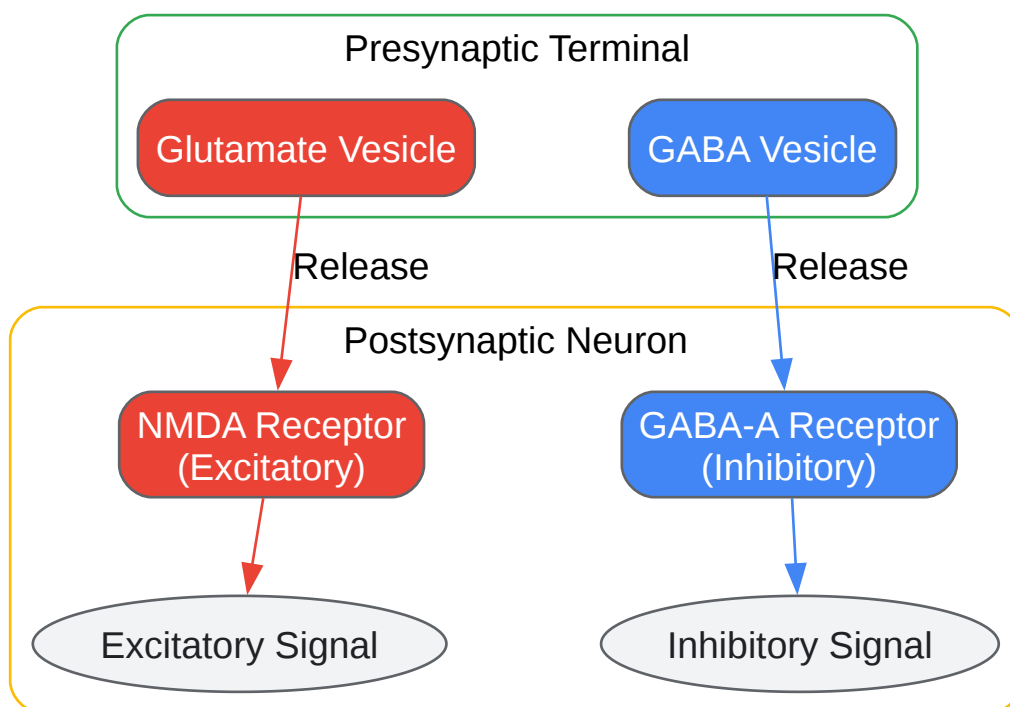 Presynaptic Terminal
Glutamate Vesicle
GABA Vesicle
Release
Release
Postsynaptic Neuron
NMDA Receptor
(Excitatory)
GABA-A Receptor
(Inhibitory)
Excitatory Signal
Inhibitory Signal